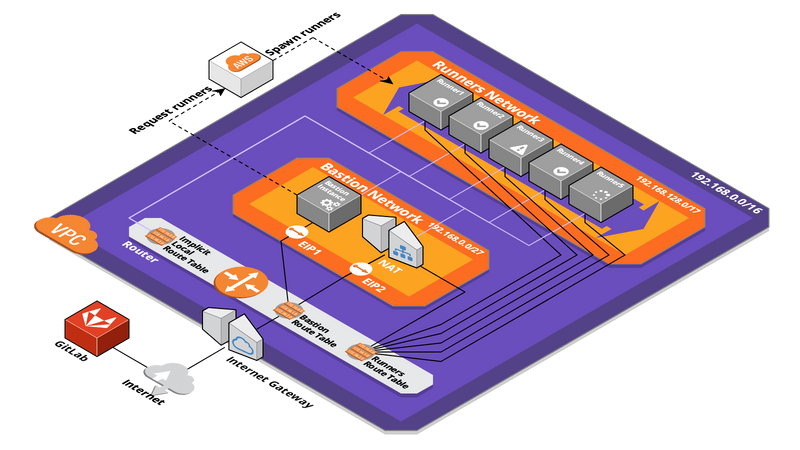 Spawn runners
AWS
Request runners
Runners Network
Runner1
Runner2
Runner3
Runner4
Runner5
192.168.128.0/17
192.168.0.0/16
Bastion Network
192.168.0.0/27
Bastion
Instance
EIP1
NAT
EIP2
VPC
Router
Implicit
Local
Route Table
Bastion
Route Table
Runners
Route Table
GitLab
Internet
Internet Gateway